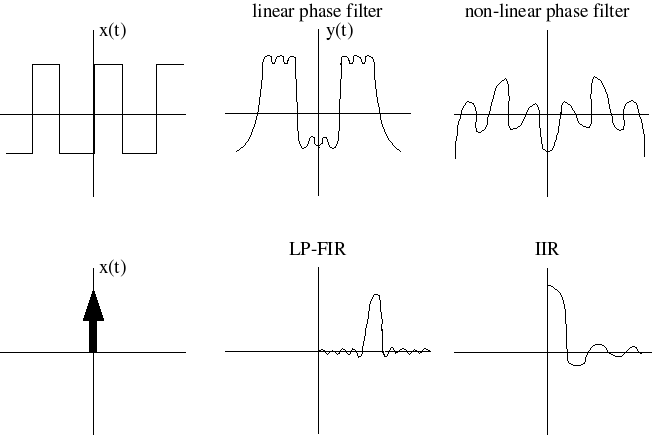 linear phase filter
non-linear phase filter
x(t)
y(t)
LP-FIR
IIR
x(t)